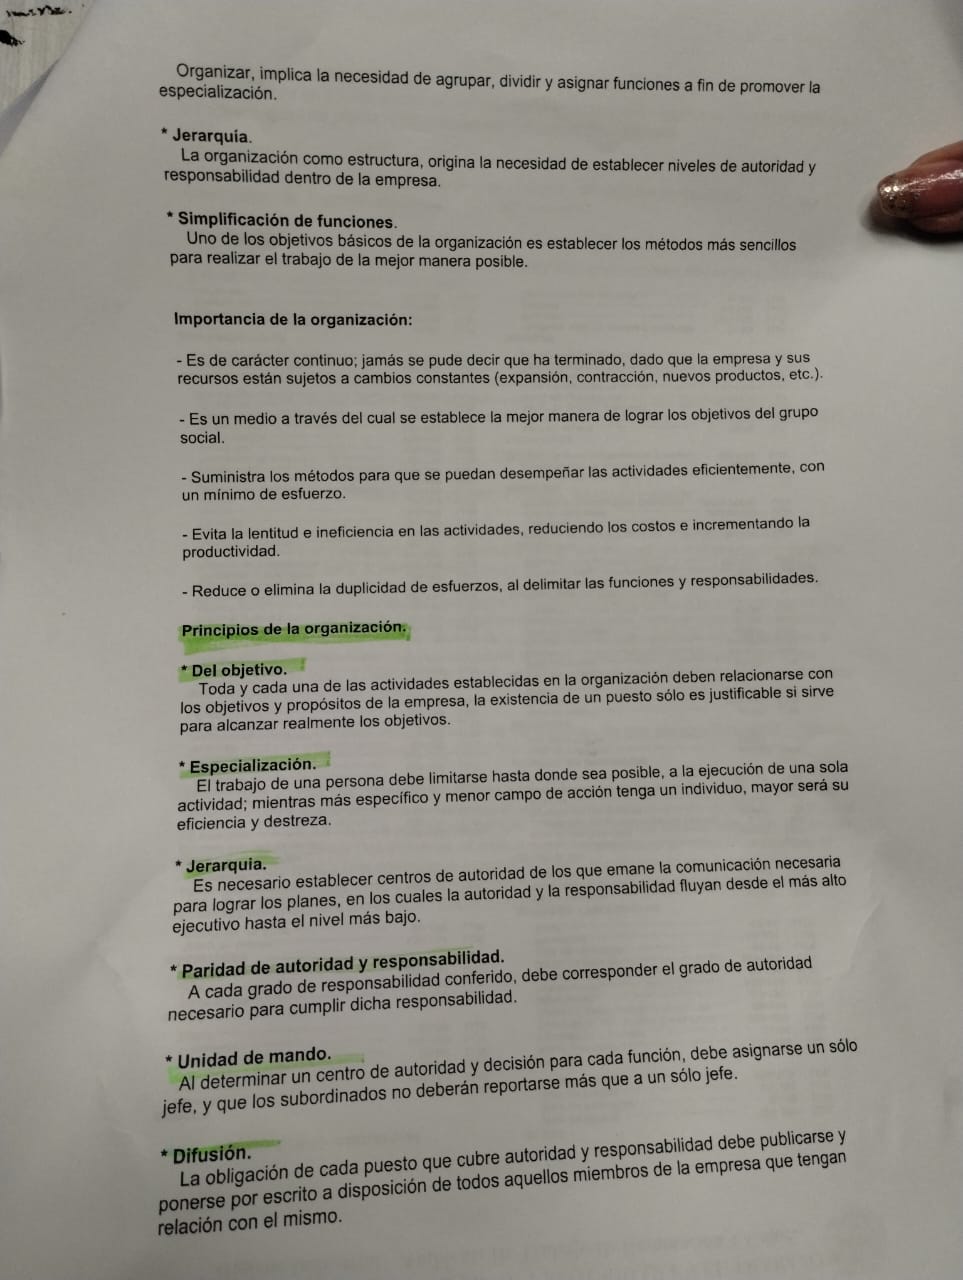 Organizar, implica la necesidad de agrupar, dividir y asignar funciones a fin de promover la
especialización.
* Jerarquía.
La organización como estructura, origina la necesidad de establecer niveles de autoridad y
responsabilidad dentro de la empresa.
* Simplificación de funciones.
Uno de los objetivos básicos de la organización es establecer los métodos más sencillos
para realizar el trabajo de la mejor manera posible.
Importancia de la organización:
- Es de carácter continuo; jamás se pude decir que ha terminado, dado que la empresa y sus
recursos están sujetos a cambios constantes (expansión, contracción, nuevos productos, etc.).
- Es un medio a través del cual se establece la mejor manera de lograr los objetivos del grupo
social.
- Suministra los métodos para que se puedan desempeñar las actividades eficientemente, con
un mínimo de esfuerzo.
- Evita la lentitud e ineficiencia en las actividades, reduciendo los costos e incrementando la
productividad.
- Reduce o elimina la duplicidad de esfuerzos, al delimitar las funciones y responsabilidades.
Principios de la organización.
* Del objetivo.
Toda y cada una de las actividades establecidas en la organización deben relacionarse con
los objetivos y propósitos de la empresa, la existencia de un puesto sólo es justificable si sirve
para alcanzar realmente los objetivos.
* Especialización.
El trabajo de una persona debe limitarse hasta donde sea posible, a la ejecución de una sola
actividad; mientras más específico y menor campo de acción tenga un individuo, mayor será su
eficiencia y destreza.
* Jerarquia.
Es necesario establecer centros de autoridad de los que emane la comunicación necesaria
para lograr los planes, en los cuales la autoridad y la responsabilidad fluyan desde el más alto
ejecutivo hasta el nivel más bajo.
* Paridad de autoridad y responsabilidad.
A cada grado de responsabilidad conferido, debe corresponder el grado de autoridad
necesario para cumplir dicha responsabilidad.
* Unidad de mando.
Al determinar un centro de autoridad y decisión para cada función, debe asignarse un sólo
jefe, y que los subordinados no deberán reportarse más que a un sólo jefe.
* Difusión.
La obligación de cada puesto que cubre autoridad y responsabilidad debe publicarse y
ponerse por escrito a disposición de todos aquellos miembros de la empresa que tengan
relación con el mismo.